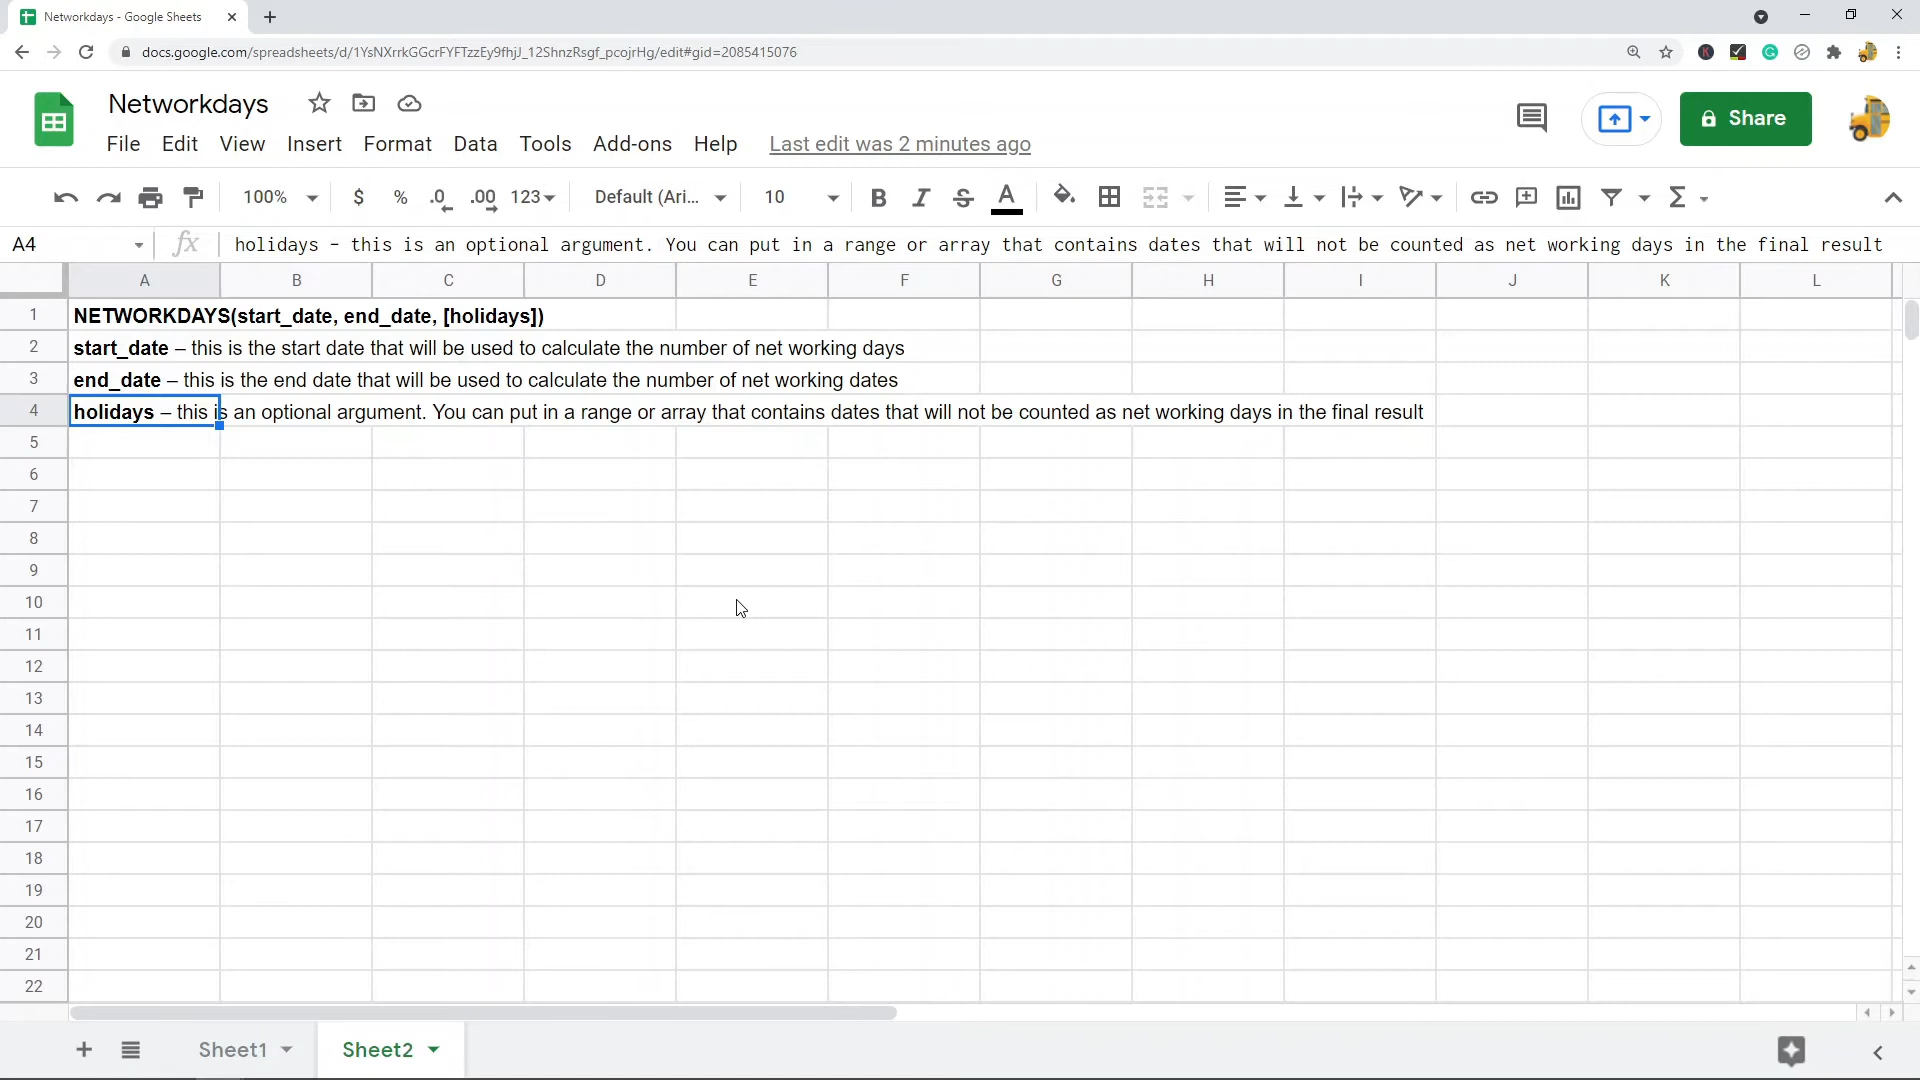 Networkdays - Google Sheets
docs.google.com/spreadsheets/d/1YsNXrrkGGcrFYFTzzEy9fhjJ_12ShnzRsgf_pcojrHg/edit#gid=2085415076
Networkdays
File Edit View Insert Format Data Tools Add-ons Help Last edit was 2 minutes ago
Share
100% $ % .0 .00 123 Default (Ari... 10 B I S A Σ
A4 fx holidays – this is an optional argument. You can put in a range or array that contains dates that will not be counted as net working days in the final result
A B C D E F G H I J K L
1 NETWORKDAYS(start_date, end_date, [holidays])
2 start_date – this is the start date that will be used to calculate the number of net working days
3 end_date – this is the end date that will be used to calculate the number of net working dates
4 holidays – this is an optional argument. You can put in a range or array that contains dates that will not be counted as net working days in the final result
5
6
7
8
9
10
11
12
13
14
15
16
17
18
19
20
21
22
Sheet1 Sheet2